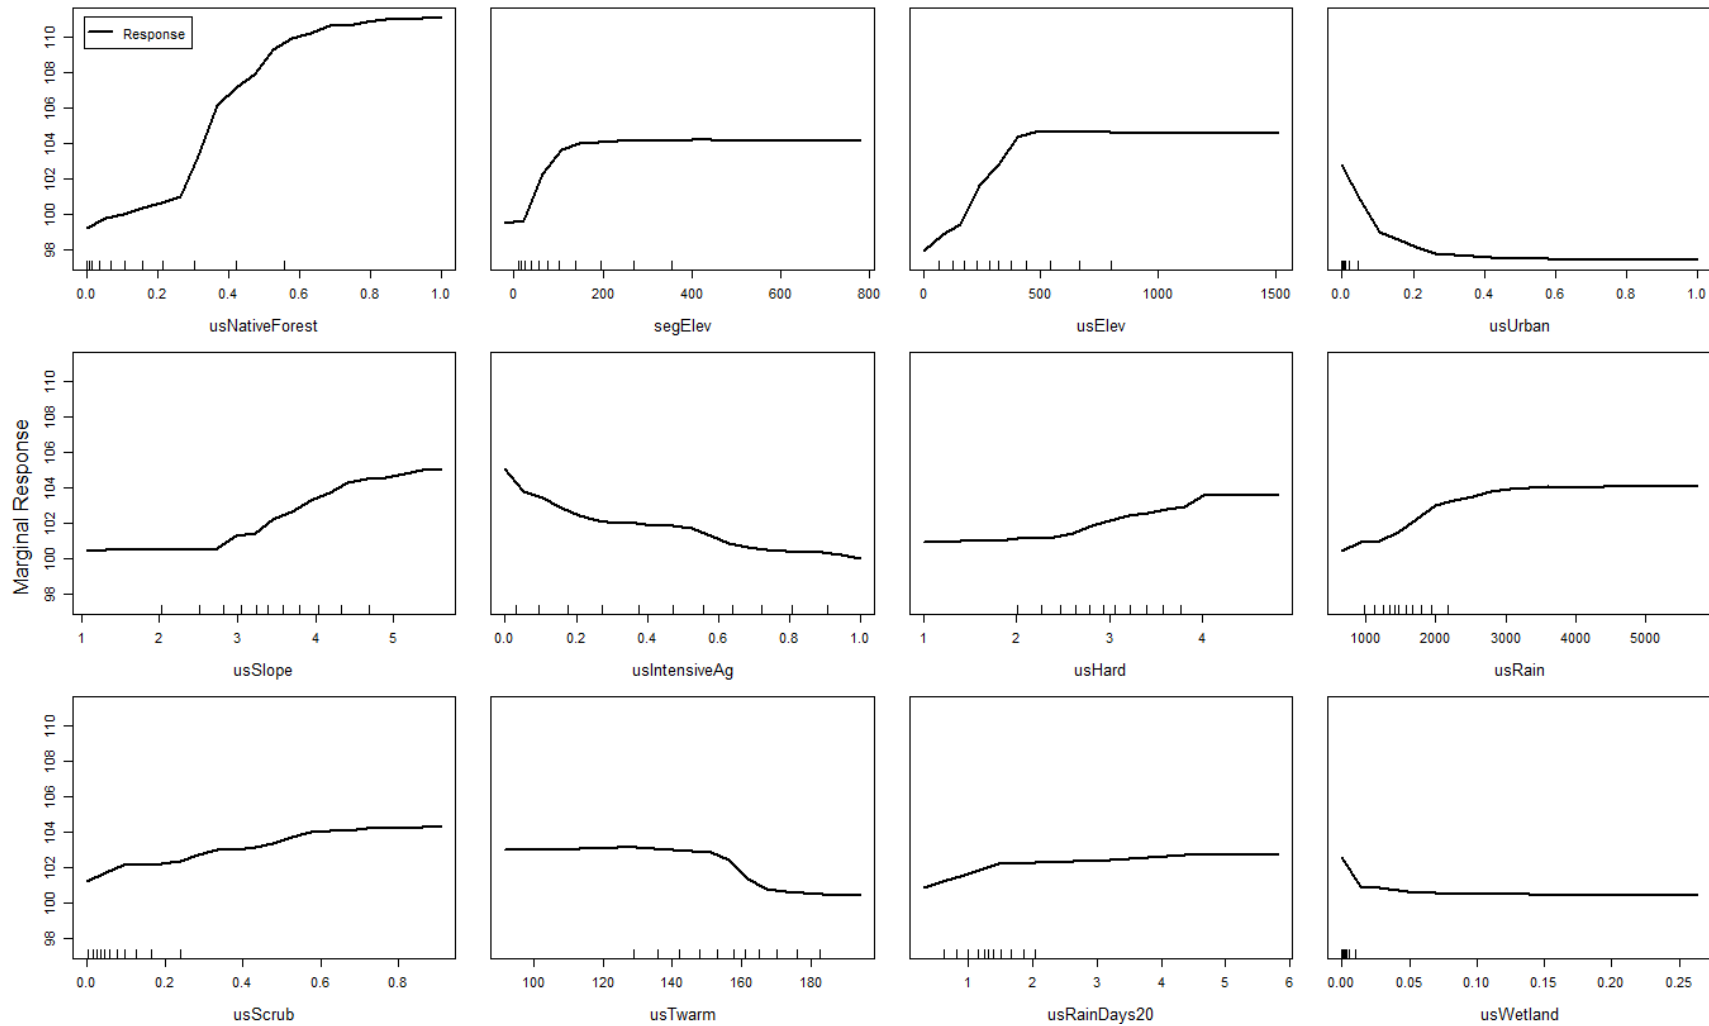 Response
98 100 102 104 106 108 110
0.0 0.2 0.4 0.6 0.8 1.0
usNativeForest
0 200 400 600 800
segElev
0 500 1000 1500
usElev
0.0 0.2 0.4 0.6 0.8 1.0
usUrban
Marginal Response
98 100 102 104 106 108 110
1 2 3 4 5
usSlope
0.0 0.2 0.4 0.6 0.8 1.0
usIntensiveAg
1 2 3 4
usHard
1000 2000 3000 4000 5000
usRain
98 100 102 104 106 108 110
0.0 0.2 0.4 0.6 0.8
usScrub
100 120 140 160 180
usTwarm
1 2 3 4 5 6
usRainDays20
0.00 0.05 0.10 0.15 0.20 0.25
usWetland